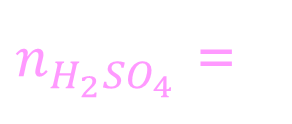 n_{H_2SO_4} =